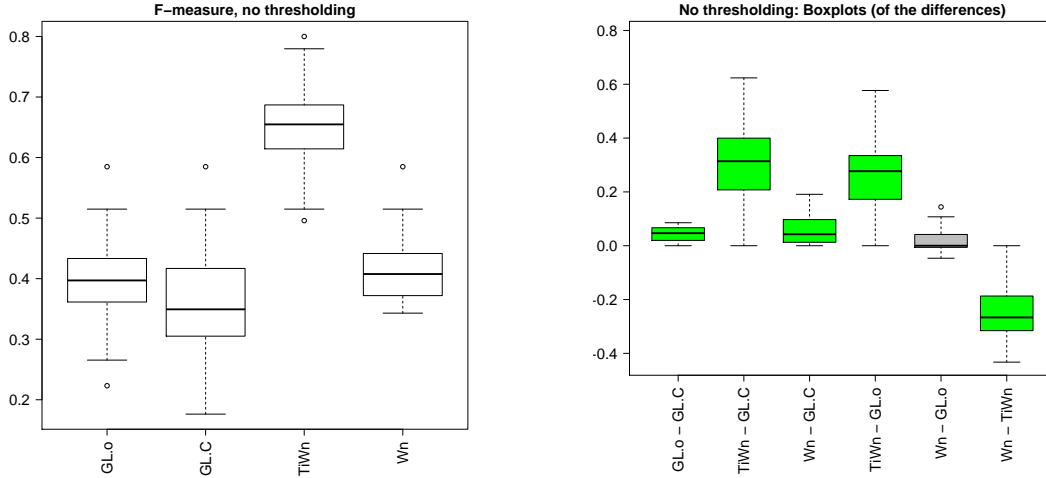 F−measure, no thresholding
0.8
0.7
0.6
0.5
0.4
0.3
0.2
GL.o
GL.C
TiWn
Wn
No thresholding: Boxplots (of the differences)
0.8
0.6
0.4
0.2
0.0
-0.2
-0.4
GL.o − GL.C
TiWn − GL.C
Wn − GL.C
TiWn − GL.o
Wn − GL.o
Wn − TiWn